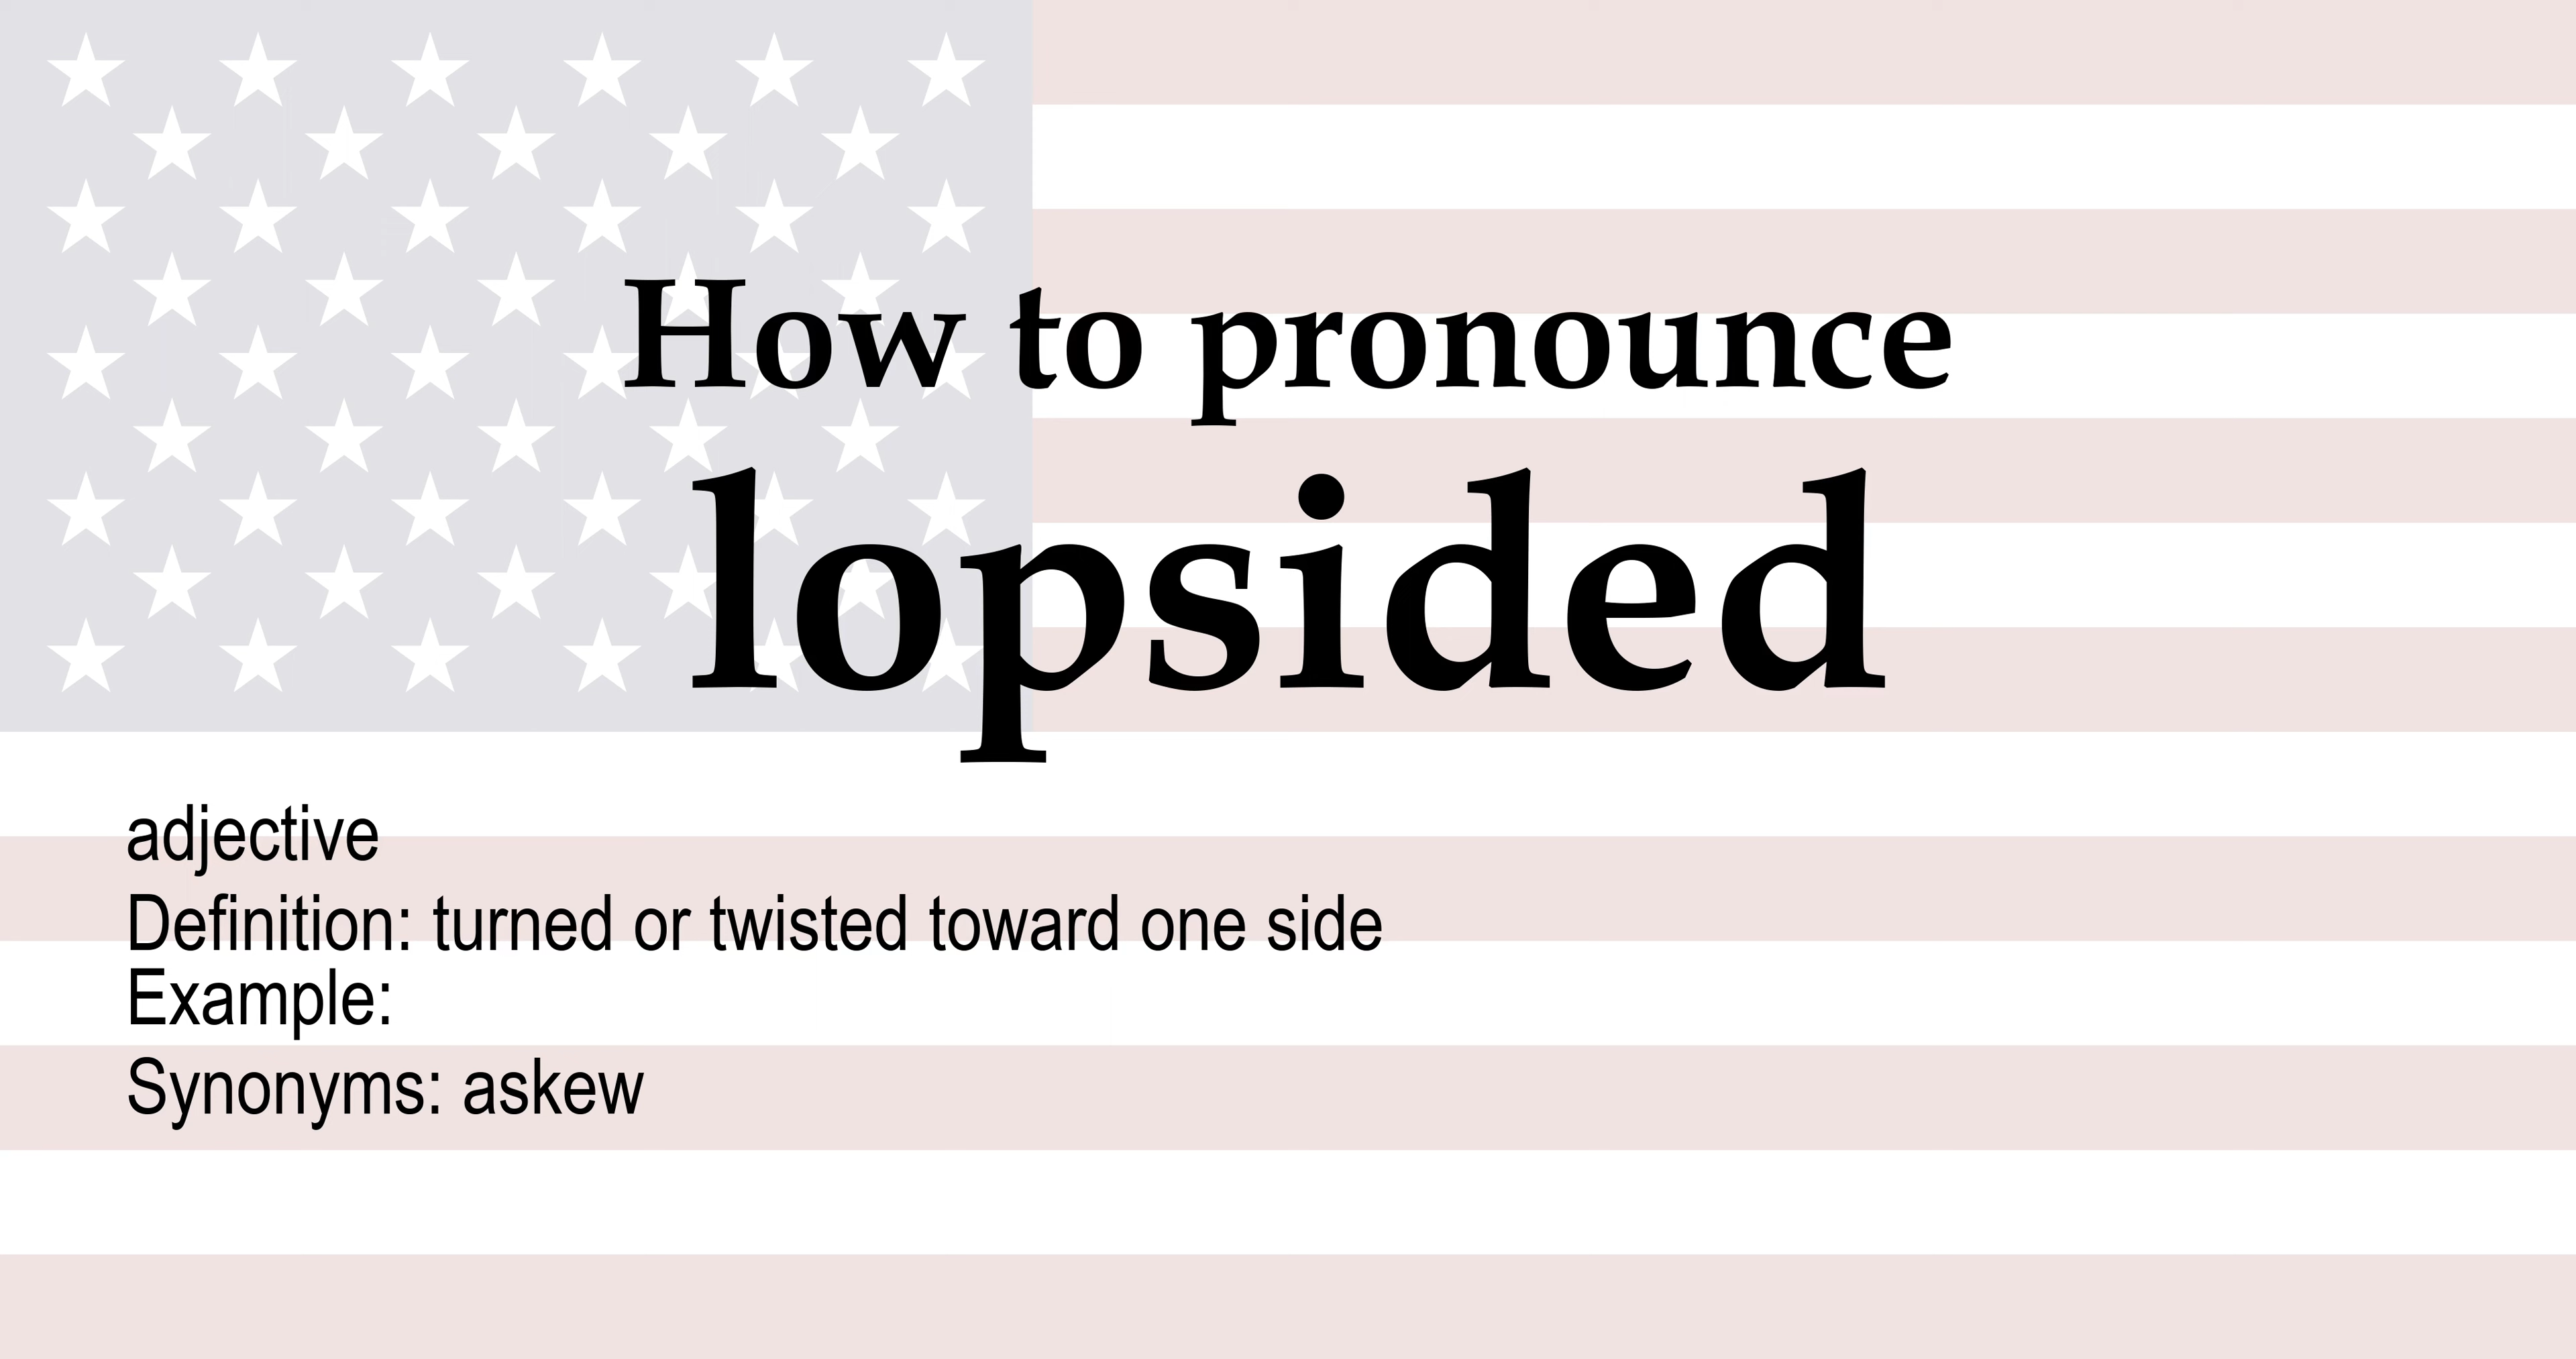 How to pronounce
lopsided
adjective
Definition: turned or twisted toward one side
Example:
Synonyms: askew